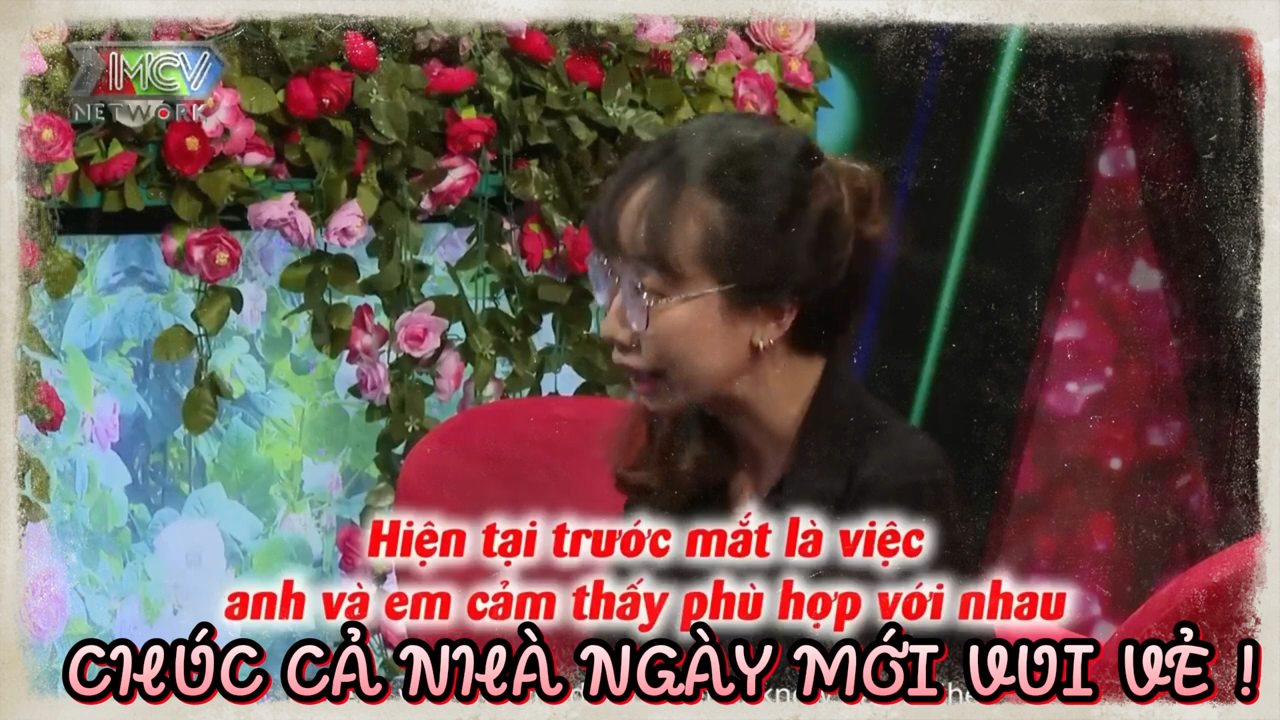 MCV
NETWORK
Hiện tại trước mắt là việc
anh và em cảm thấy phù hợp với nhau
CHÚC CẢ NHÀ NGÀY MỚI VUI VẺ !